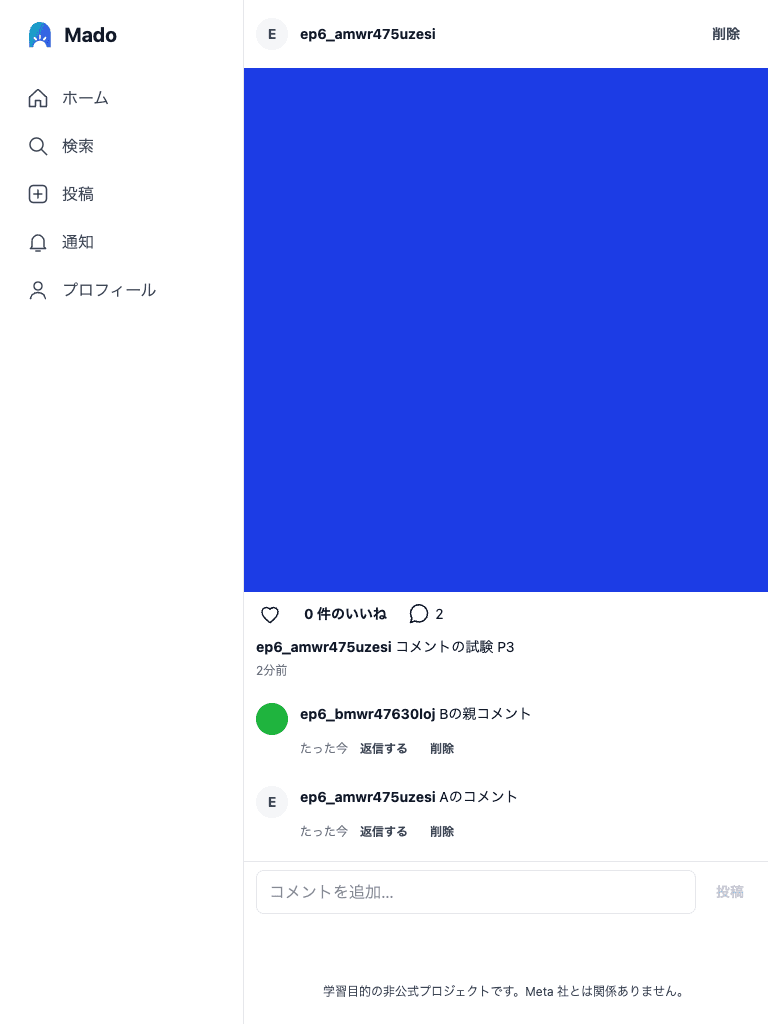 Mado
ホーム
検索
投稿
通知
プロフィール
E ep6_amwr475uzesi 削除
0 件のいいね 2
ep6_amwr475uzesi コメントの試験 P3
2分前
ep6_bmwr47630loj Bの親コメント
たった今 返信する 削除
E ep6_amwr475uzesi Aのコメント
たった今 返信する 削除
コメントを追加... 投稿
学習目的の非公式プロジェクトです。Meta 社とは関係ありません。